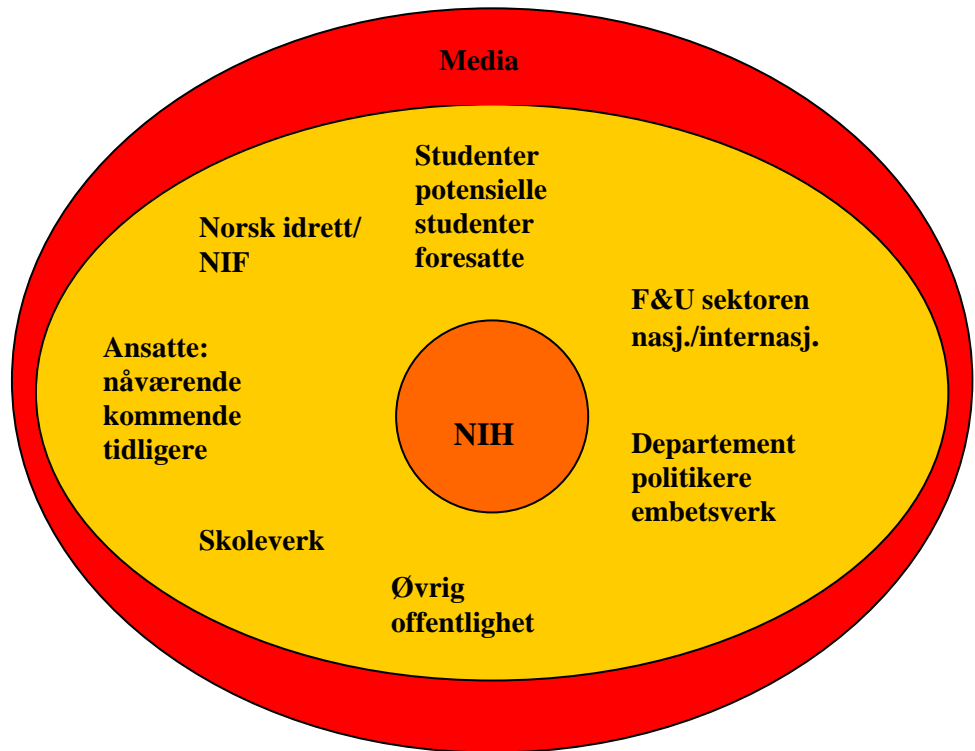 Media
Studenter
potensielle
studenter
foresatte
Norsk idrett/
NIF
F&U sektoren
nasj./internasj.
Ansatte:
nåværende
kommende
tidligere
NIH
Departement
politikere
embetsverk
Skoleverk
Øvrig
offentlighet